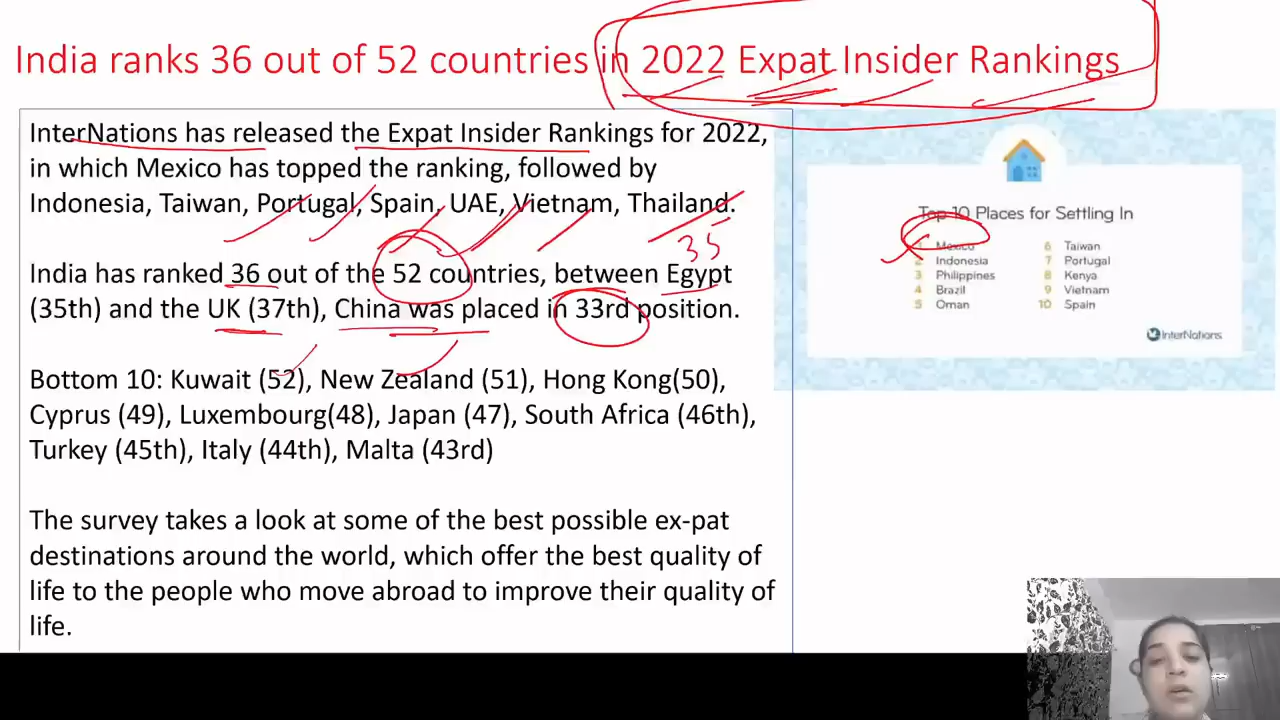 India ranks 36 out of 52 countries in 2022 Expat Insider Rankings
InterNations has released the Expat Insider Rankings for 2022,
in which Mexico has topped the ranking, followed by
Indonesia, Taiwan, Portugal, Spain, UAE, Vietnam, Thailand.
35
India has ranked 36 out of the 52 countries, between Egypt
(35th) and the UK (37th), China was placed in 33rd position.
Bottom 10: Kuwait (52), New Zealand (51), Hong Kong(50),
Cyprus (49), Luxembourg(48), Japan (47), South Africa (46th),
Turkey (45th), Italy (44th), Malta (43rd)
The survey takes a look at some of the best possible ex-pat
destinations around the world, which offer the best quality of
life to the people who move abroad to improve their quality of
life.
Top 10 Places for Settling In
1 Mexico
2 Indonesia
3 Philippines
4 Brazil
5 Oman
6 Taiwan
7 Portugal
8 Kenya
9 Vietnam
10 Spain
InterNations